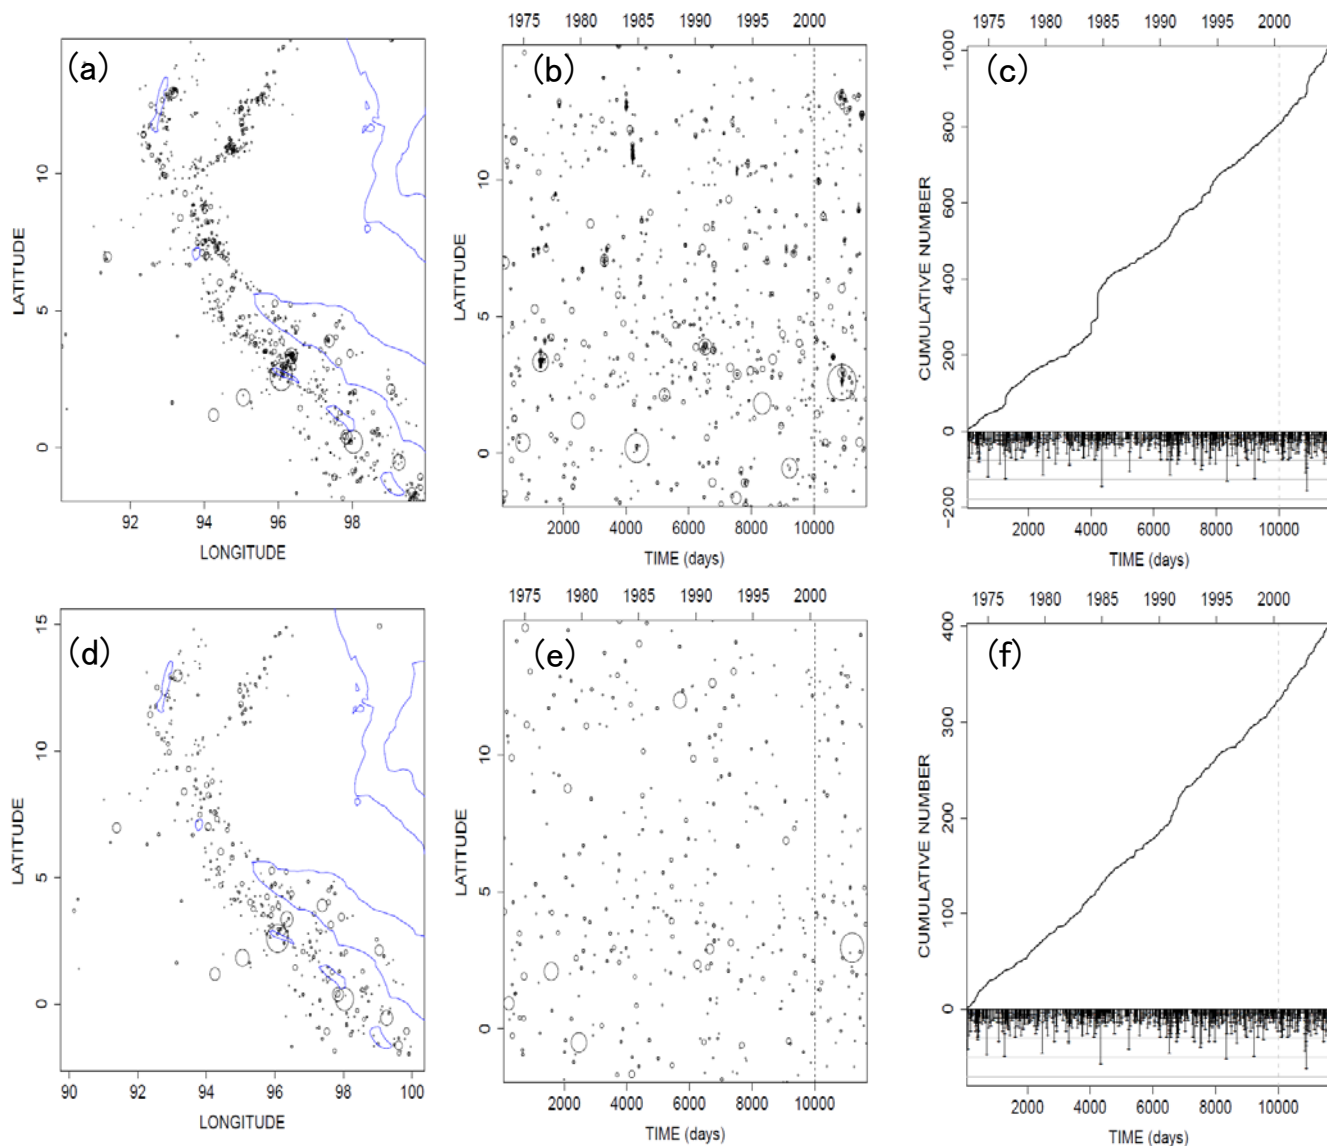 1975 1980 1985 1990 1995 2000
1975 1980 1985 1990 1995 2000
(a)
(b)
(c)
LATITUDE
10
5
0
LATITUDE
10
5
0
CUMULATIVE NUMBER
1000
800
600
400
200
0
−200
92 94 96 98
LONGITUDE
2000 4000 6000 8000 10000
TIME (days)
2000 4000 6000 8000 10000
TIME (days)
1975 1980 1985 1990 1995 2000
1975 1980 1985 1990 1995 2000
(d)
(e)
(f)
LATITUDE
15
10
5
0
LATITUDE
10
5
0
CUMULATIVE NUMBER
400
300
200
100
0
90 92 94 96 98 100
LONGITUDE
2000 4000 6000 8000 10000
TIME (days)
2000 4000 6000 8000 10000
TIME (days)